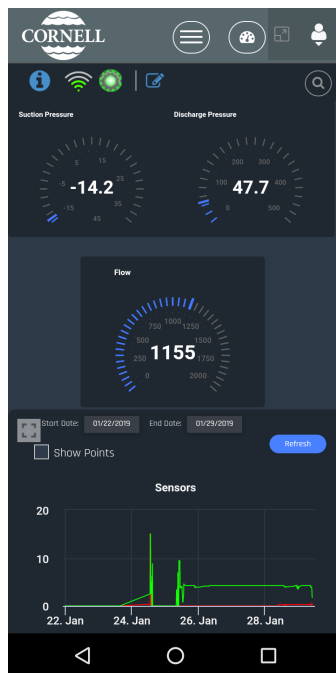 CORNELL
Suction Pressure
Discharge Pressure
5 15
-5 25
-14.2
-15 35
45
200 300
100 400
47.7
0 500
Flow
1000
750 1250
500 1500
1155
250 1750
0 2000
Start Date: 01/22/2019 End Date: 01/29/2019
Refresh
Show Points
Sensors
20
10
0
22. Jan 24. Jan 26. Jan 28. Jan